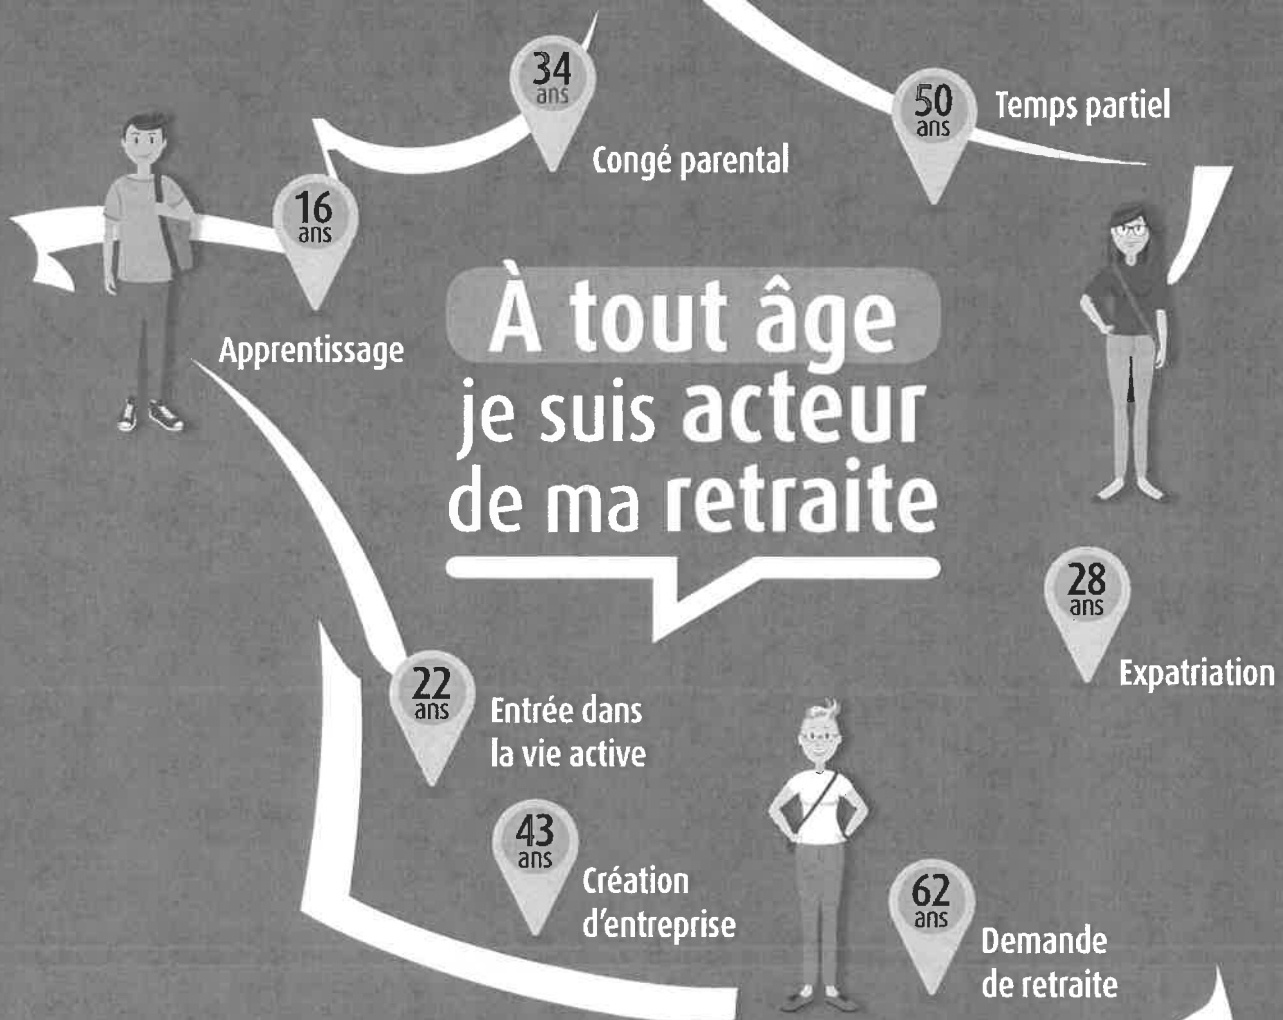 34
ans
Congé parental
50
ans
Temps partiel
16
ans
Apprentissage
À tout âge
je suis acteur
de ma retraite
28
ans
Expatriation
22
ans
Entrée dans
la vie active
43
ans
Création
d'entreprise
62
ans
Demande
de retraite